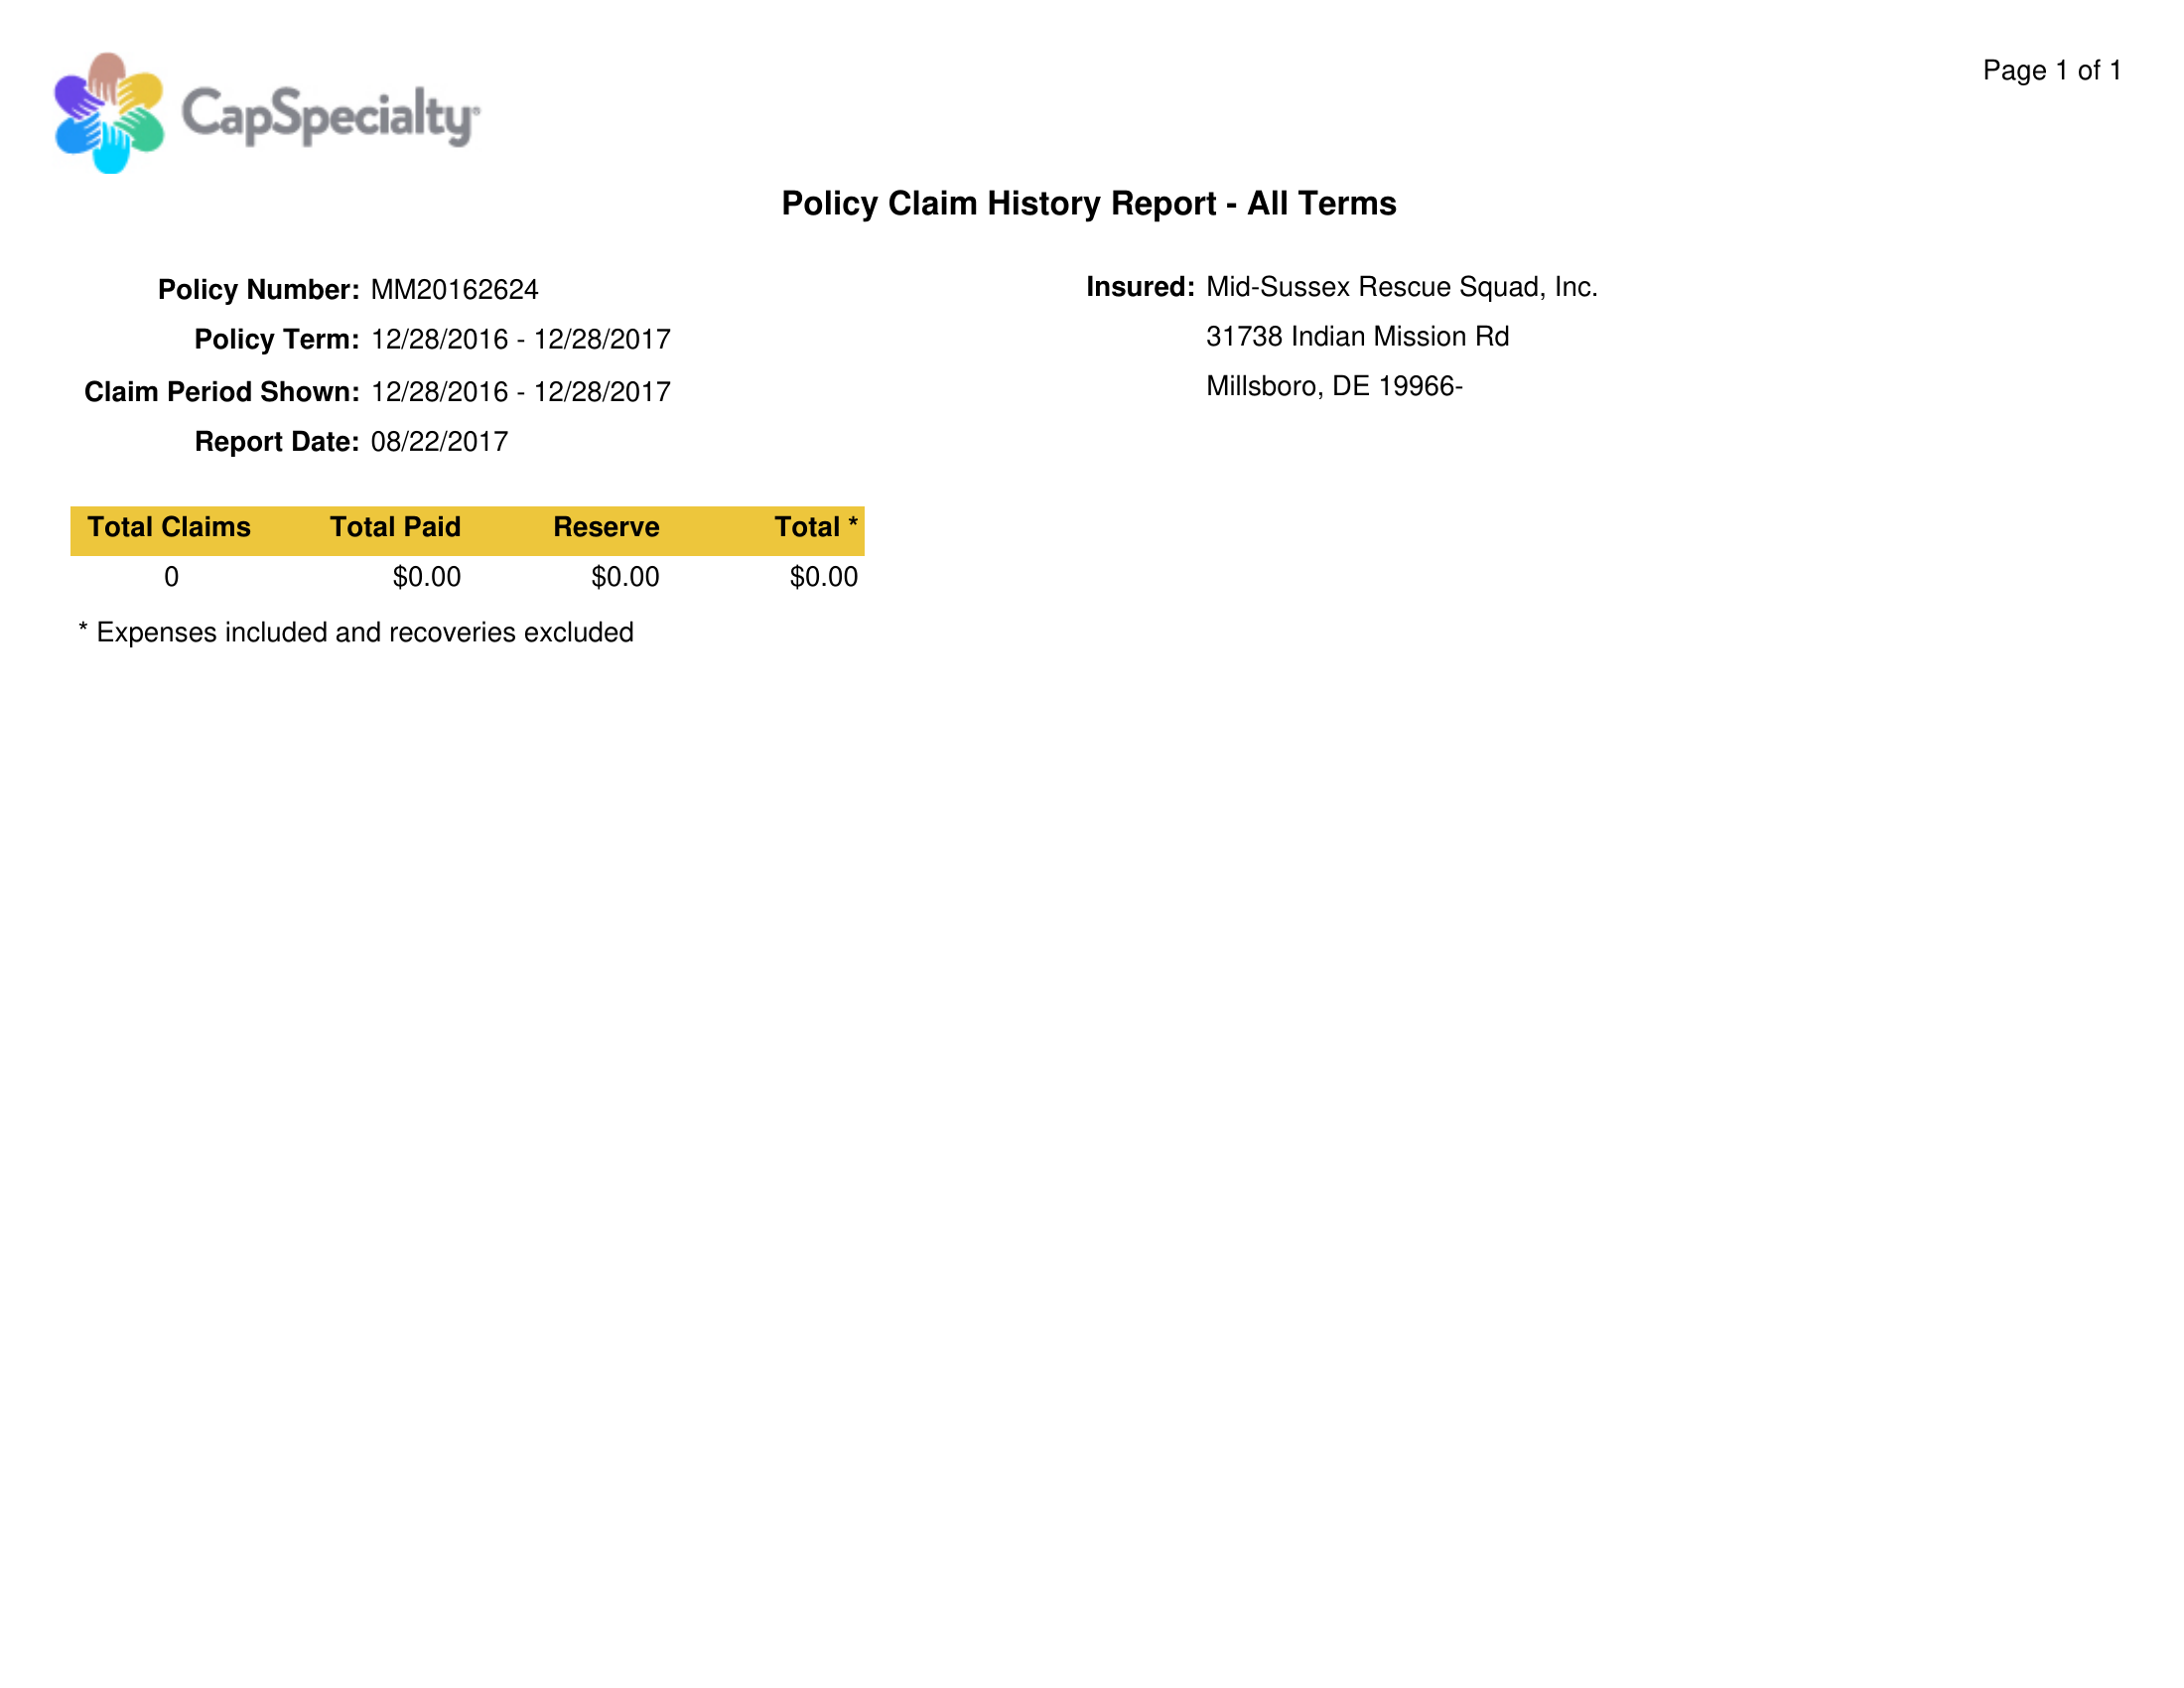 CapSpecialty®
Page 1 of 1
Policy Claim History Report - All Terms
Policy Number: MM20162624
Policy Term: 12/28/2016 - 12/28/2017
Claim Period Shown: 12/28/2016 - 12/28/2017
Report Date: 08/22/2017
Insured: Mid-Sussex Rescue Squad, Inc.
31738 Indian Mission Rd
Millsboro, DE 19966-
Total Claims Total Paid Reserve Total *
0 $0.00 $0.00 $0.00
* Expenses included and recoveries excluded